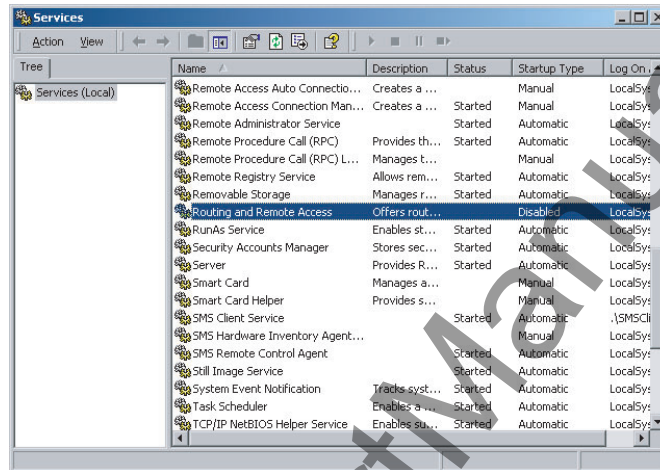 Services
Action View
Tree
Services (Local)
Name Description Status Startup Type Log On
Remote Access Auto Connectio... Creates a ... Manual LocalSys
Remote Access Connection Man... Creates a ... Started Manual LocalSys
Remote Administrator Service Started Automatic LocalSys
Remote Procedure Call (RPC) Provides th... Started Automatic LocalSys
Remote Procedure Call (RPC) L... Manages t... Manual LocalSys
Remote Registry Service Allows rem... Started Automatic LocalSys
Removable Storage Manages r... Started Automatic LocalSys
Routing and Remote Access Offers rout... Disabled LocalSys
RunAs Service Enables st... Started Automatic LocalSys
Security Accounts Manager Stores sec... Started Automatic LocalSys
Server Provides R... Started Automatic LocalSys
Smart Card Manages a... Manual LocalSys
Smart Card Helper Provides s... Manual LocalSys
SMS Client Service Started Automatic .\SMSCli
SMS Hardware Inventory Agent... Manual LocalSys
SMS Remote Control Agent Started Automatic LocalSys
Still Image Service Started Automatic LocalSys
System Event Notification Tracks syst... Started Automatic LocalSys
Task Scheduler Enables a ... Started Automatic LocalSys
TCP/IP NetBIOS Helper Service Enables su... Started Automatic LocalSys